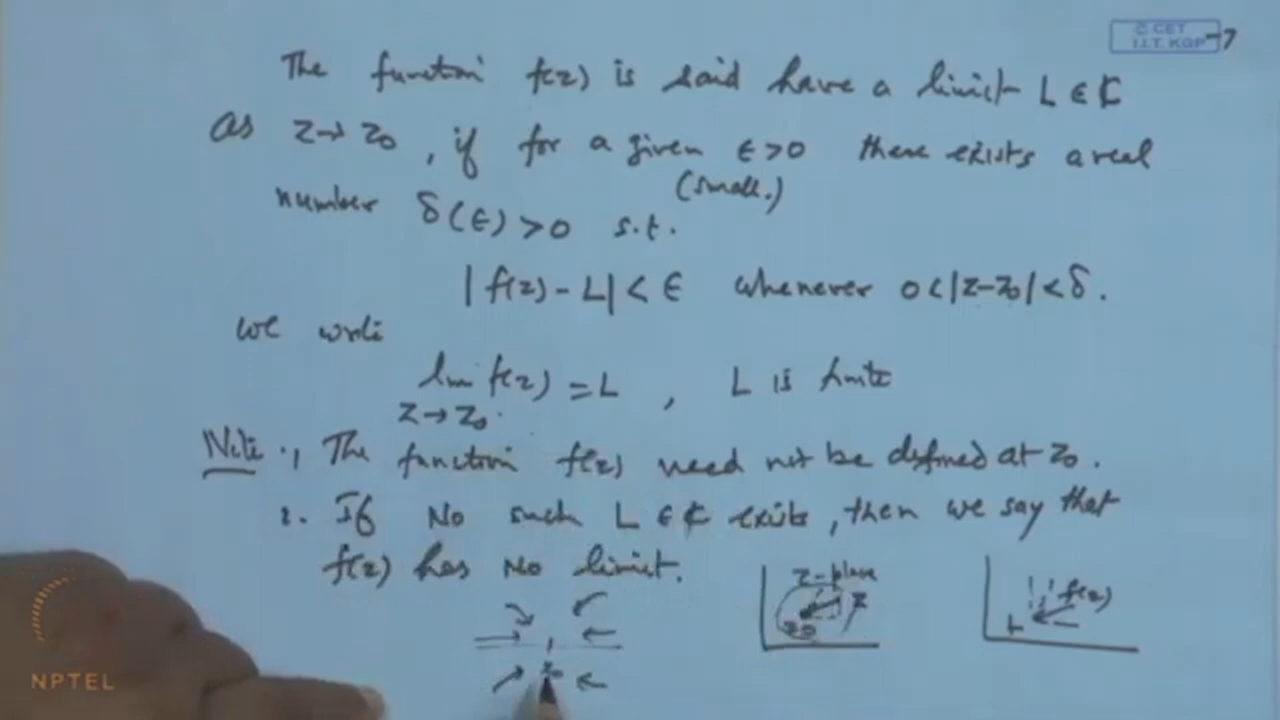 © CET
I.I.T. KGP
-7
The function f(z) is said have a limit L ∈ ℂ
as z→z₀, if for a given ϵ>0 there exists a real
(small.)
number δ(ϵ)>0 s.t.
|f(z)-L|<ϵ whenever 0<|z-z₀|<δ.
We write
lim f(z) = L , L is finite
z→z₀.
Note ., The function f(z) need not be defined at z₀.
2. If No such L ∈ ℂ exists, then we say that
f(z) has No limit.
z-plane
z
z₀
f(z)
L
z₀
NPTEL